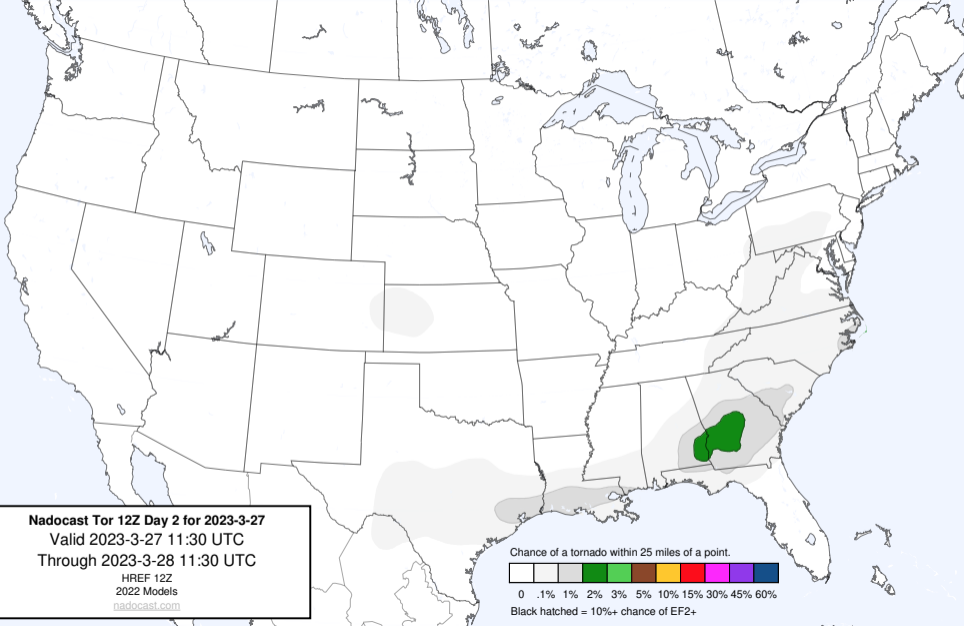 Nadocast Tor 12Z Day 2 for 2023-3-27
Valid 2023-3-27 11:30 UTC
Through 2023-3-28 11:30 UTC
HREF 12Z
2022 Models
nadocast.com
Chance of a tornado within 25 miles of a point.
0 .1% 1% 2% 3% 5% 10% 15% 30% 45% 60%
Black hatched = 10%+ chance of EF2+